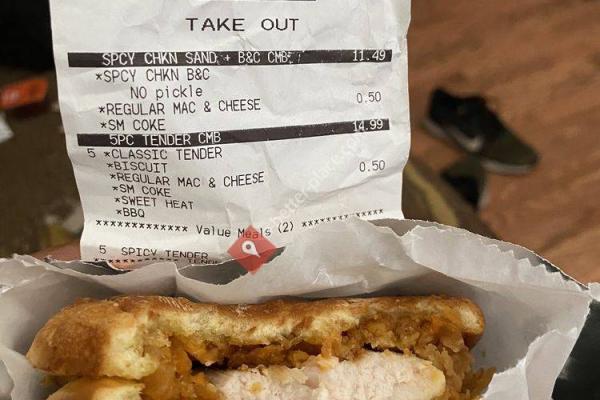 TAKE OUT
SPCY CHKN SAND + B&C CMB 11.49
*SPCY CHKN B&C
NO pickle
*REGULAR MAC & CHEESE 0.50
*SM COKE
5PC TENDER CMB 14.99
5 *CLASSIC TENDER
*BISCUIT
*REGULAR MAC & CHEESE 0.50
*SM COKE
*SWEET HEAT
*BBQ
************ Value Meals (2) ************
5 SPICY TENDER